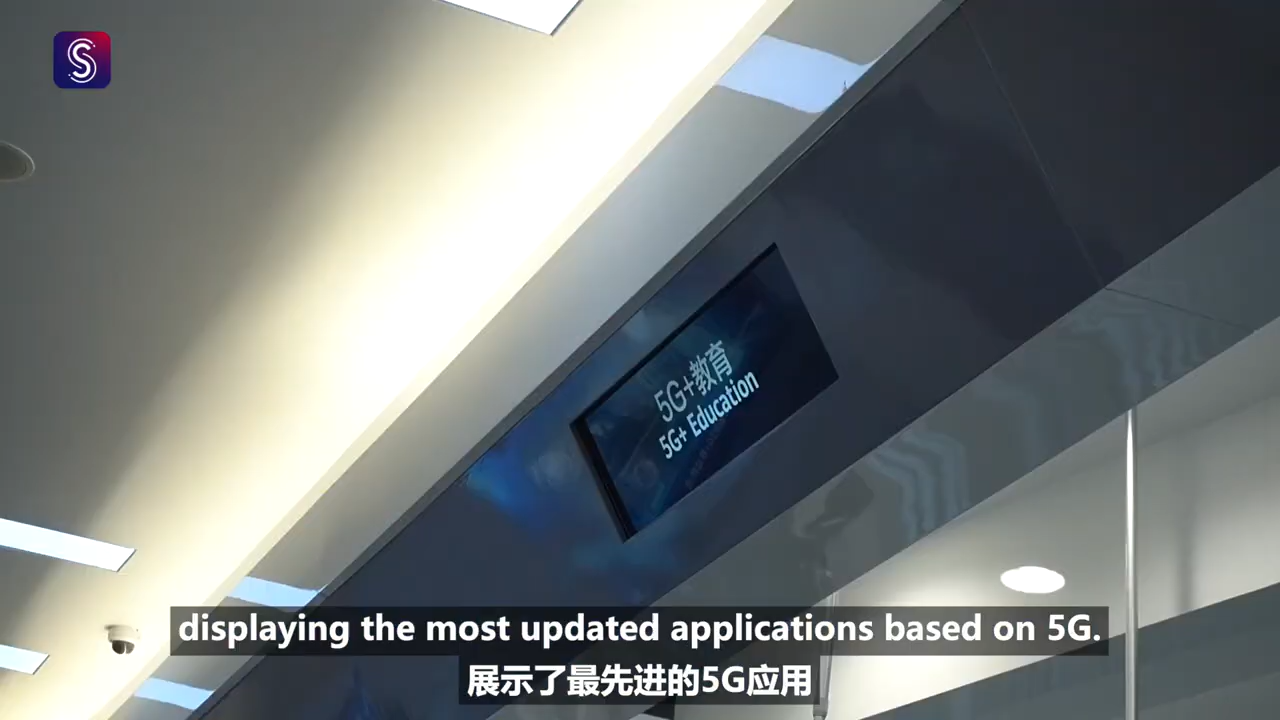 S
5G+教育
5G+ Education
displaying the most updated applications based on 5G.
展示了最先进的5G应用